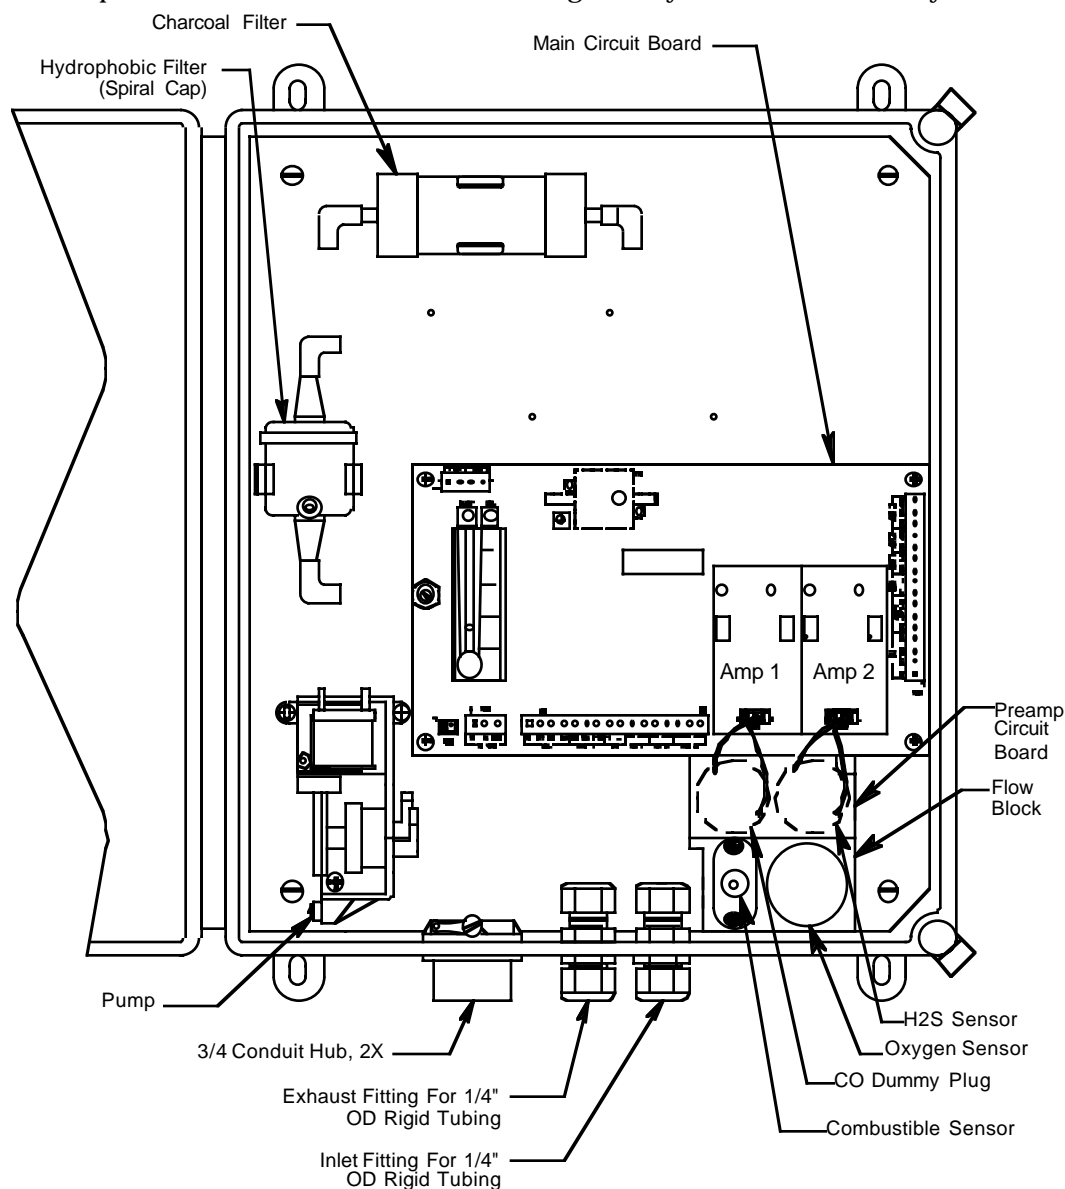 Charcoal Filter
Main Circuit Board
Hydrophobic Filter
(Spiral Cap)
Amp 1
Amp 2
Preamp
Circuit
Board
Flow
Block
Pump
H2S Sensor
3/4 Conduit Hub, 2X
Oxygen Sensor
CO Dummy Plug
Exhaust Fitting For 1/4"
OD Rigid Tubing
Combustible Sensor
Inlet Fitting For 1/4"
OD Rigid Tubing